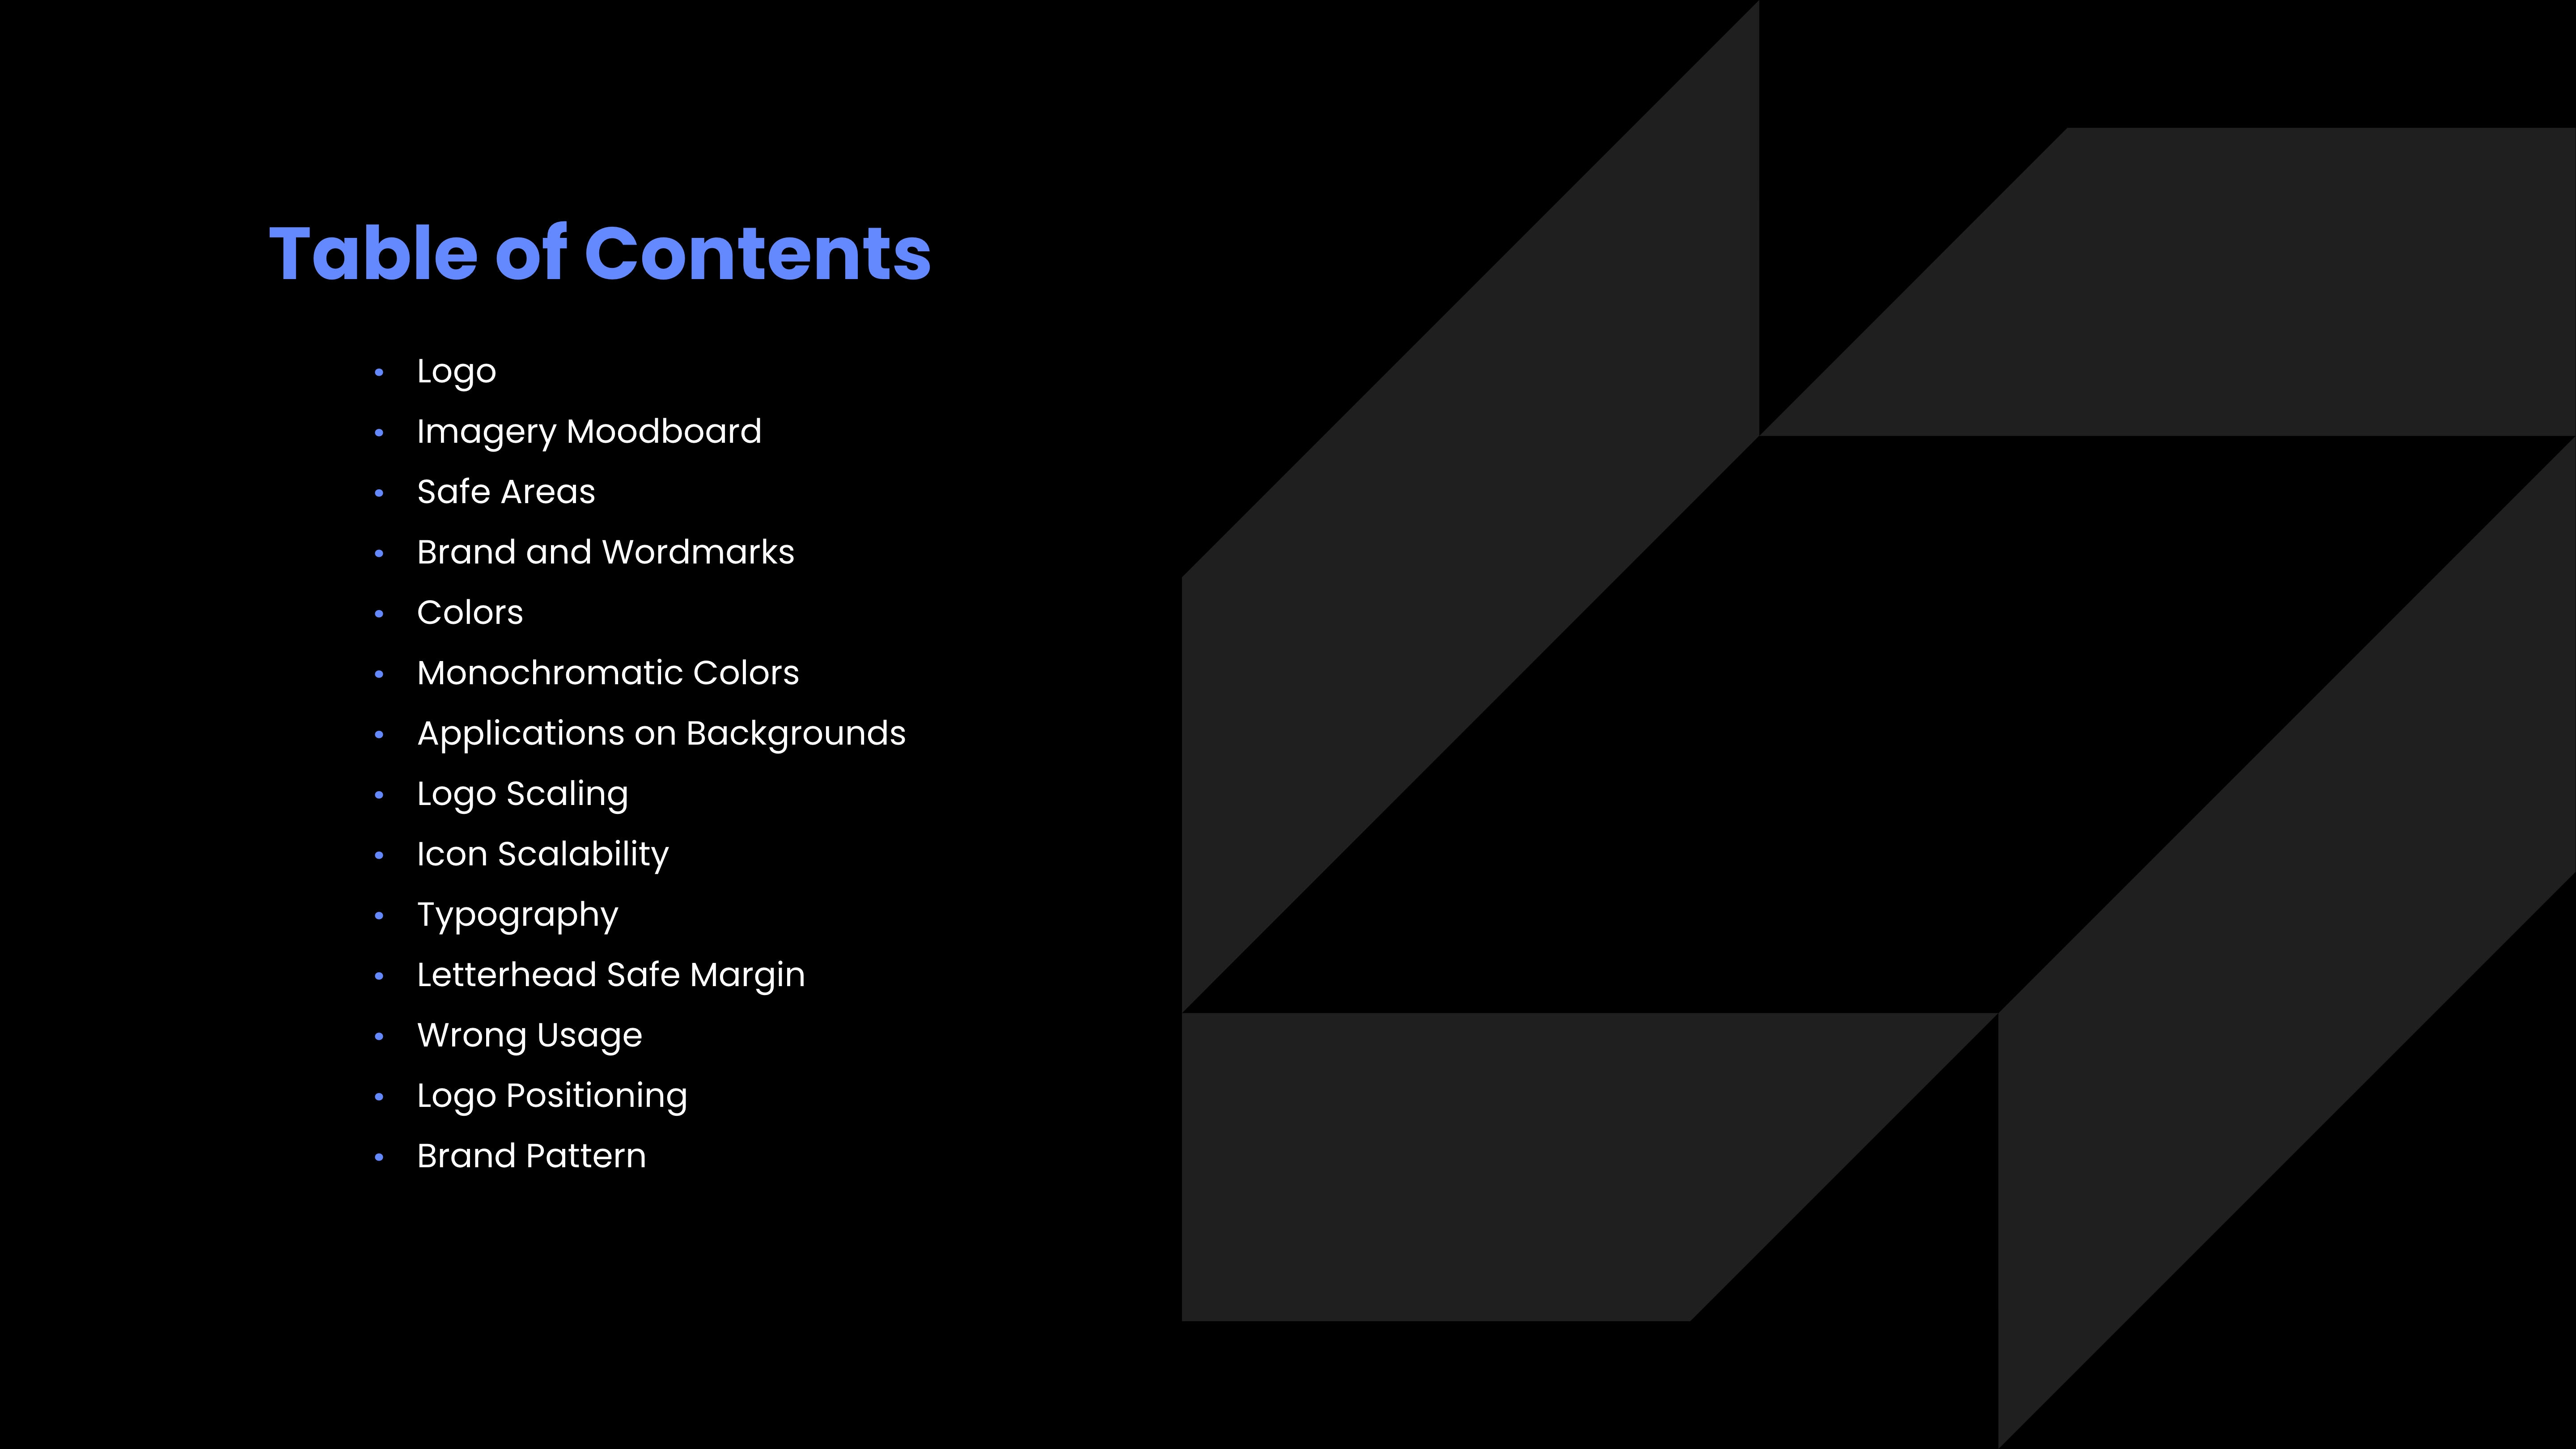 Table of Contents
• Logo
• Imagery Moodboard
• Safe Areas
• Brand and Wordmarks
• Colors
• Monochromatic Colors
• Applications on Backgrounds
• Logo Scaling
• Icon Scalability
• Typography
• Letterhead Safe Margin
• Wrong Usage
• Logo Positioning
• Brand Pattern